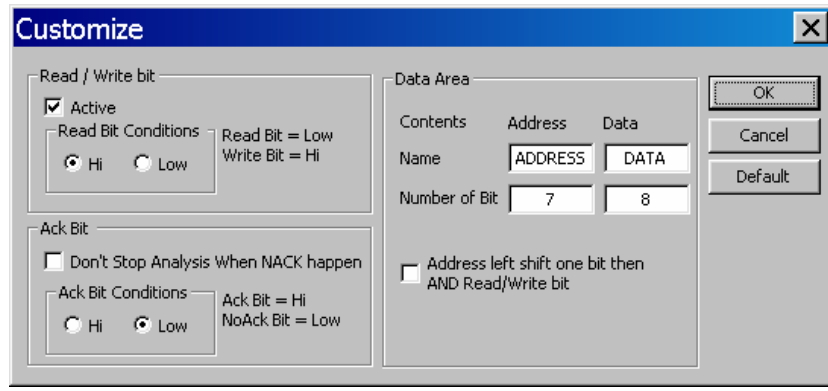 Customize
Read / Write bit
Active
Read Bit Conditions
Hi Low
Read Bit = Low
Write Bit = Hi
Ack Bit
Don't Stop Analysis When NACK happen
Ack Bit Conditions
Hi Low
Ack Bit = Hi
NoAck Bit = Low
Data Area
Contents Address Data
Name ADDRESS DATA
Number of Bit 7 8
Address left shift one bit then
AND Read/Write bit
OK
Cancel
Default